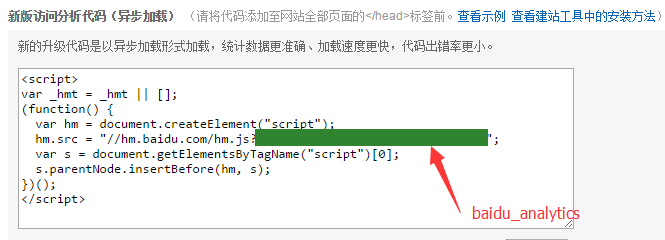 新版访问分析代码（异步加载） （请将代码添加至网站全部页面的</head>标签前。查看示例 查看建站工具中的安装方法）
新的升级代码是以异步加载形式加载，统计数据更准确、加载速度更快，代码出错率更小。
<script>
var _hmt = _hmt || [];
(function() {
  var hm = document.createElement("script");
  hm.src = "//hm.baidu.com/hm.js?";
  var s = document.getElementsByTagName("script")[0];
  s.parentNode.insertBefore(hm, s);
})();
</script>
baidu_analytics